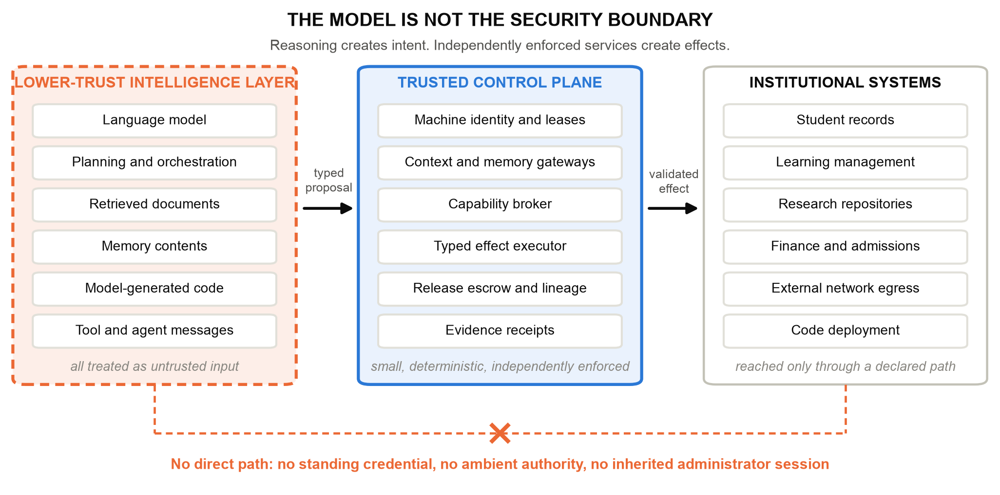 THE MODEL IS NOT THE SECURITY BOUNDARY
Reasoning creates intent. Independently enforced services create effects.
LOWER-TRUST INTELLIGENCE LAYER
Language model
Planning and orchestration
Retrieved documents
Memory contents
Model-generated code
Tool and agent messages
all treated as untrusted input
typed
proposal
TRUSTED CONTROL PLANE
Machine identity and leases
Context and memory gateways
Capability broker
Typed effect executor
Release escrow and lineage
Evidence receipts
small, deterministic, independently enforced
validated
effect
INSTITUTIONAL SYSTEMS
Student records
Learning management
Research repositories
Finance and admissions
External network egress
Code deployment
reached only through a declared path
No direct path: no standing credential, no ambient authority, no inherited administrator session